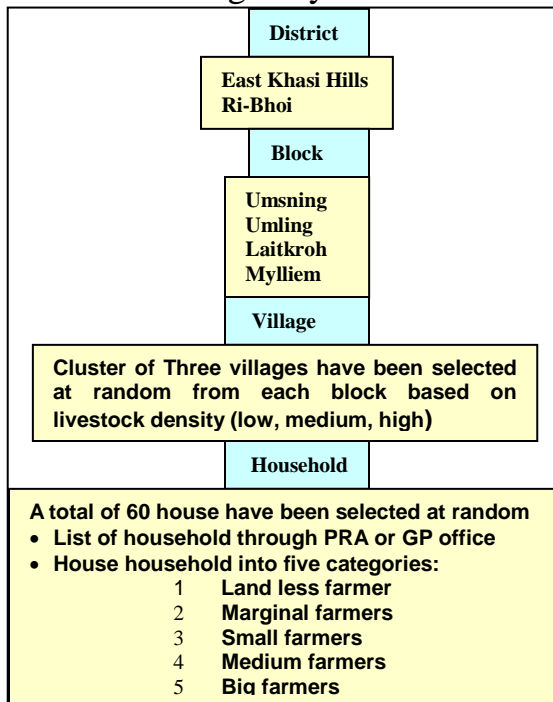 District
East Khasi Hills
Ri-Bhoi
Block
Umsning
Umling
Laitkroh
Mylliem
Village
Cluster of Three villages have been selected
at random from each block based on
livestock density (low, medium, high)
Household
A total of 60 house have been selected at random
• List of household through PRA or GP office
• House household into five categories:
1 Land less farmer
2 Marginal farmers
3 Small farmers
4 Medium farmers
5 Big farmers